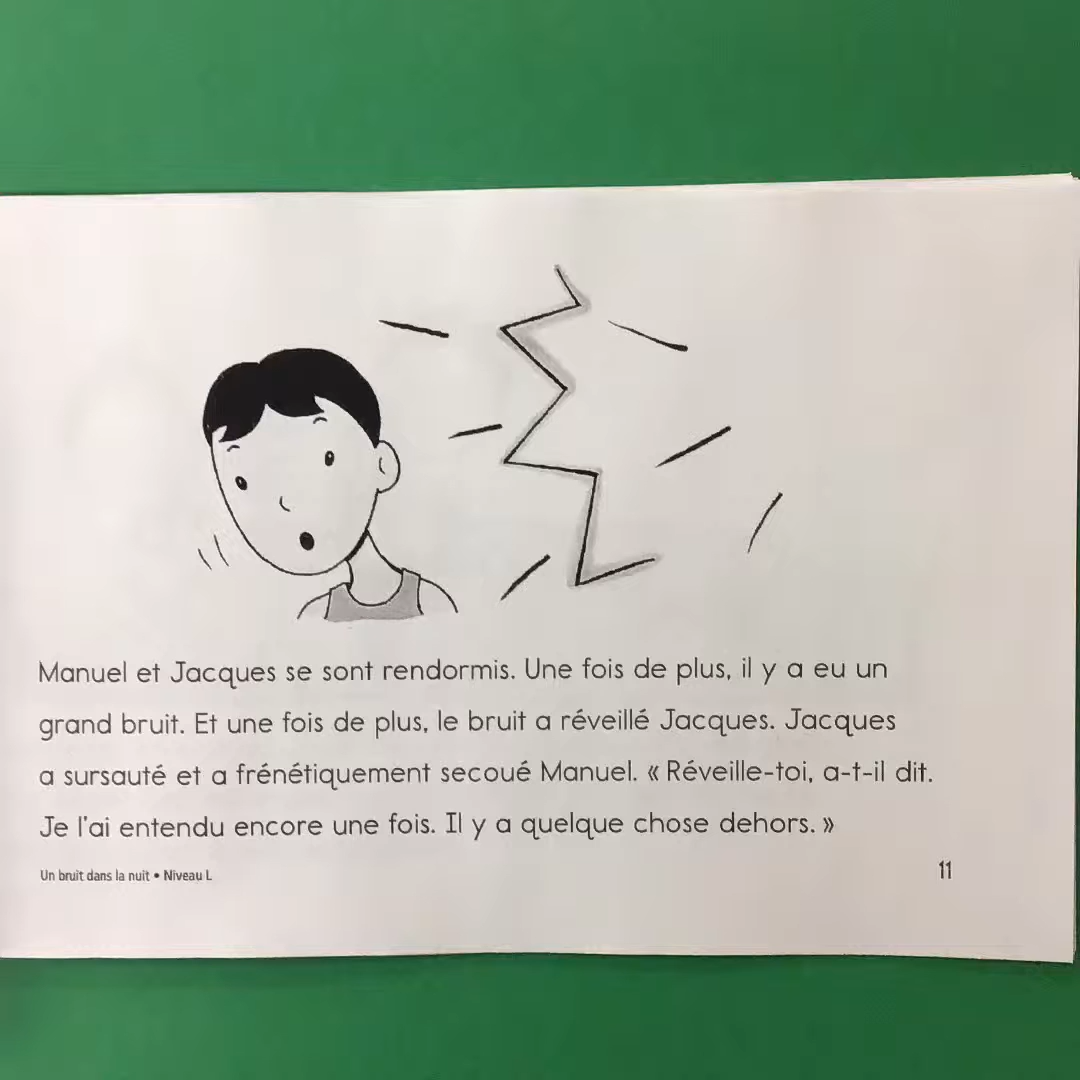 Manuel et Jacques se sont rendormis. Une fois de plus, il y a eu un
grand bruit. Et une fois de plus, le bruit a réveillé Jacques. Jacques
a sursauté et a frénétiquement secoué Manuel. « Réveille-toi, a-t-il dit.
Je l'ai entendu encore une fois. Il y a quelque chose dehors. »
Un bruit dans la nuit • Niveau L
11